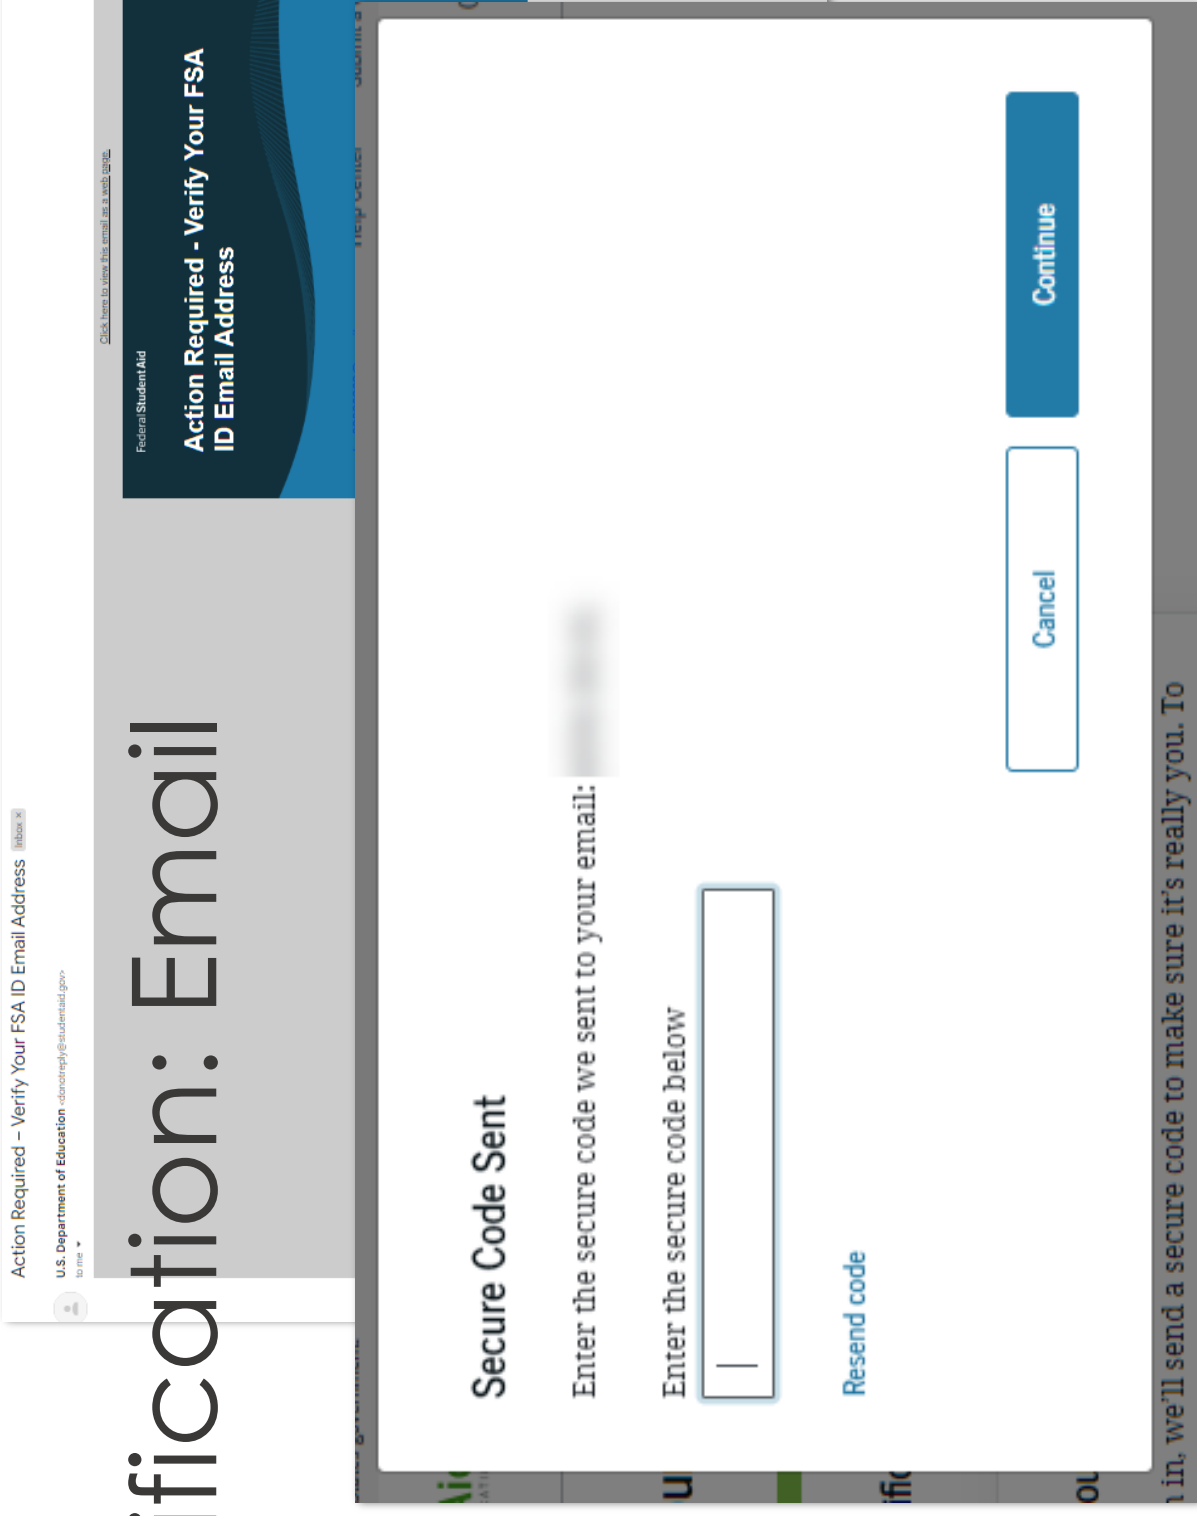 Action Required – Verify Your FSA ID Email Address Inbox ×
U.S. Department of Education <donotreply@studentaid.gov>
to me
Click here to view this email as a web page.
Federal Student Aid
Action Required - Verify Your FSA
ID Email Address
ification: Email
Help Center
Secure Code Sent
Enter the secure code we sent to your email:
Enter the secure code below
Resend code
Cancel
Continue
in, we'll send a secure code to make sure it's really you. To